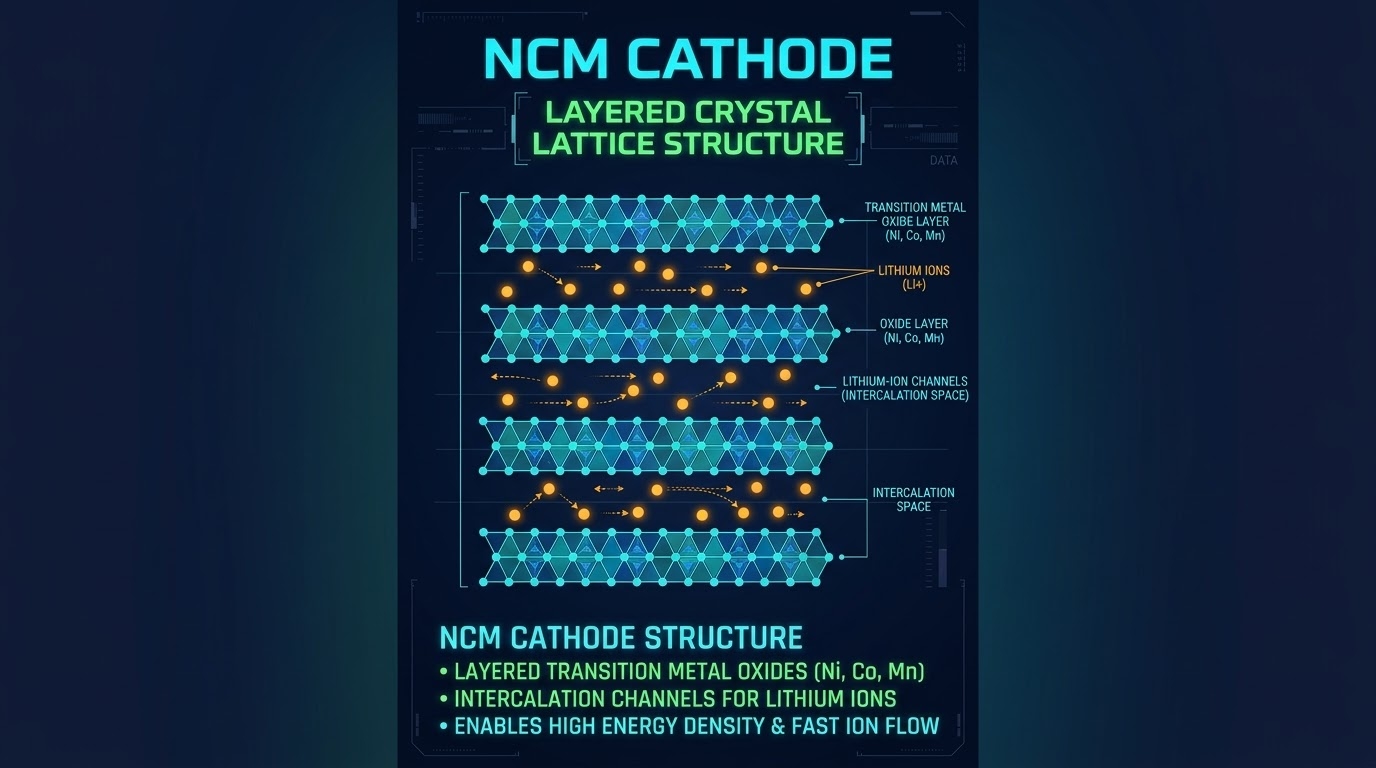 NCM CATHODE
LAYERED CRYSTAL
LATTICE STRUCTURE
DATA
TRANSITION METAL
OXIBE LAYER
(NI, Co, Mn)
LITHIUM IONS
(LI+)
OXIDE LAYER
(NI, Co, Mn)
LITHIUM-ION CHANNELS
(INTERCALATION SPACE)
INTERCALATION
SPACE
NCM CATHODE STRUCTURE
• LAYERED TRANSITION METAL OXIDES (Ni, Co, Mn)
• INTERCALATION CHANNELS FOR LITHIUM IONS
• ENABLES HIGH ENERGY DENSITY & FAST ION FLOW